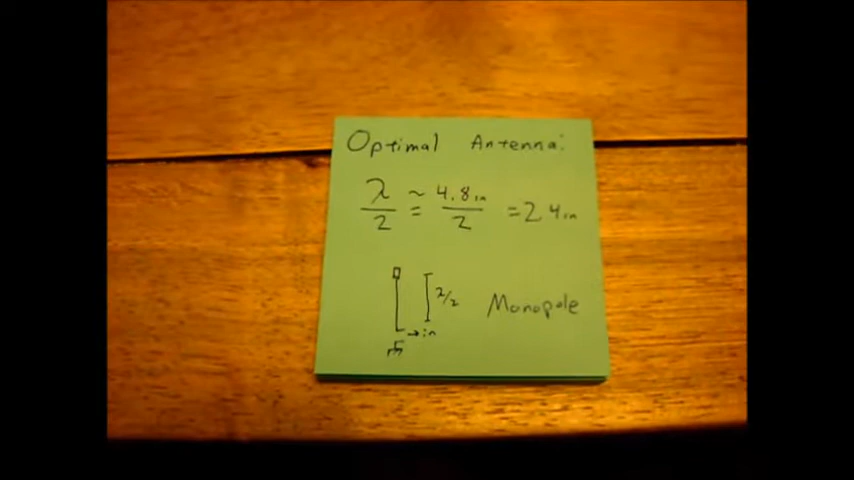 Optimal Antenna:
λ/2 ≈ 4.8in/2 = 2.4in
λ/2
Monopole
→in